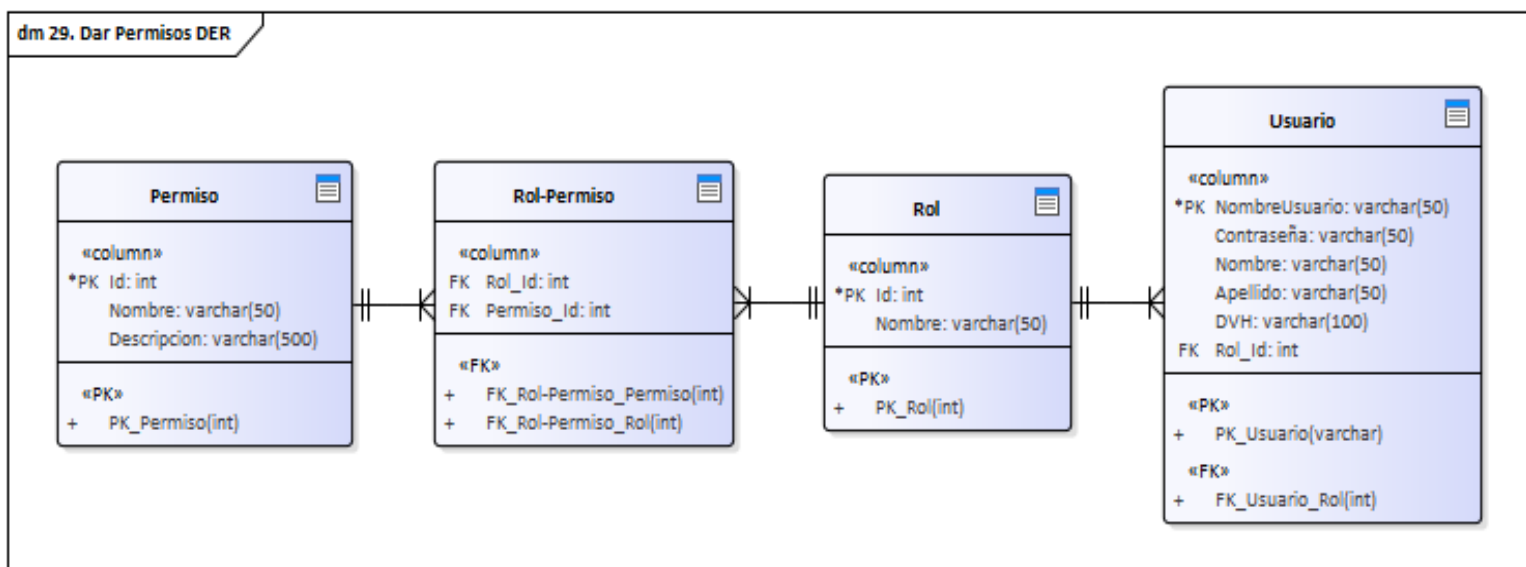 dm 29. Dar Permisos DER
Permiso
«column»
*PK Id: int
Nombre: varchar(50)
Descripcion: varchar(500)
«PK»
+ PK_Permiso(int)
Rol-Permiso
«column»
FK Rol_Id: int
FK Permiso_Id: int
«FK»
+ FK_Rol-Permiso_Permiso(int)
+ FK_Rol-Permiso_Rol(int)
Rol
«column»
*PK Id: int
Nombre: varchar(50)
«PK»
+ PK_Rol(int)
Usuario
«column»
*PK NombreUsuario: varchar(50)
Contraseña: varchar(50)
Nombre: varchar(50)
Apellido: varchar(50)
DVH: varchar(100)
FK Rol_Id: int
«PK»
+ PK_Usuario(varchar)
«FK»
+ FK_Usuario_Rol(int)